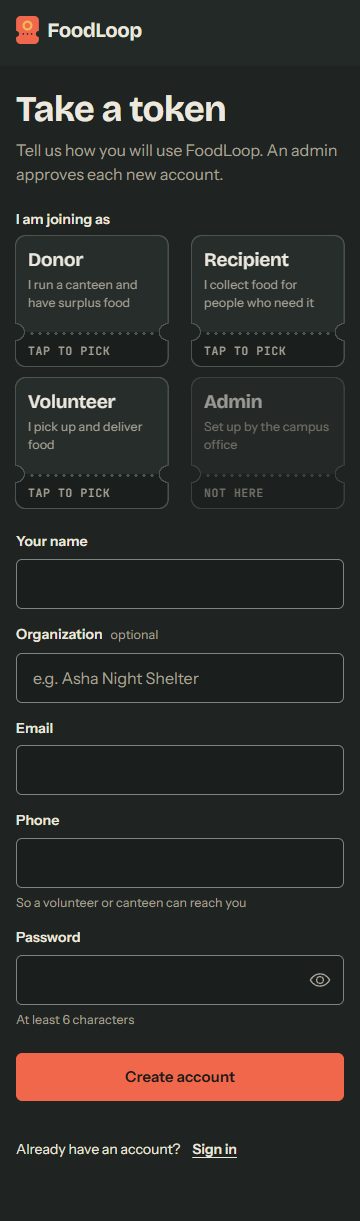 FoodLoop
Take a token
Tell us how you will use FoodLoop. An admin
approves each new account.
I am joining as
Donor
I run a canteen and
have surplus food
TAP TO PICK
Recipient
I collect food for
people who need it
TAP TO PICK
Volunteer
I pick up and deliver
food
TAP TO PICK
Admin
Set up by the campus
office
NOT HERE
Your name
Organization optional
e.g. Asha Night Shelter
Email
Phone
So a volunteer or canteen can reach you
Password
At least 6 characters
Create account
Already have an account? Sign in